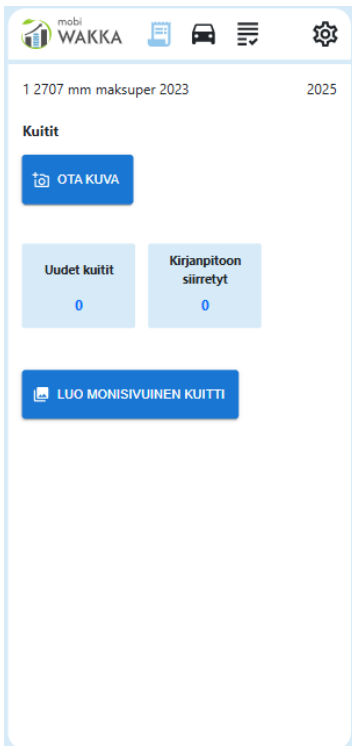 mobi
WAKKA
1 2707 mm maksuper 2023 2025
Kuitit
OTA KUVA
Uudet kuitit
0
Kirjanpitoon
siirretyt
0
LUO MONISIVUINEN KUITTI